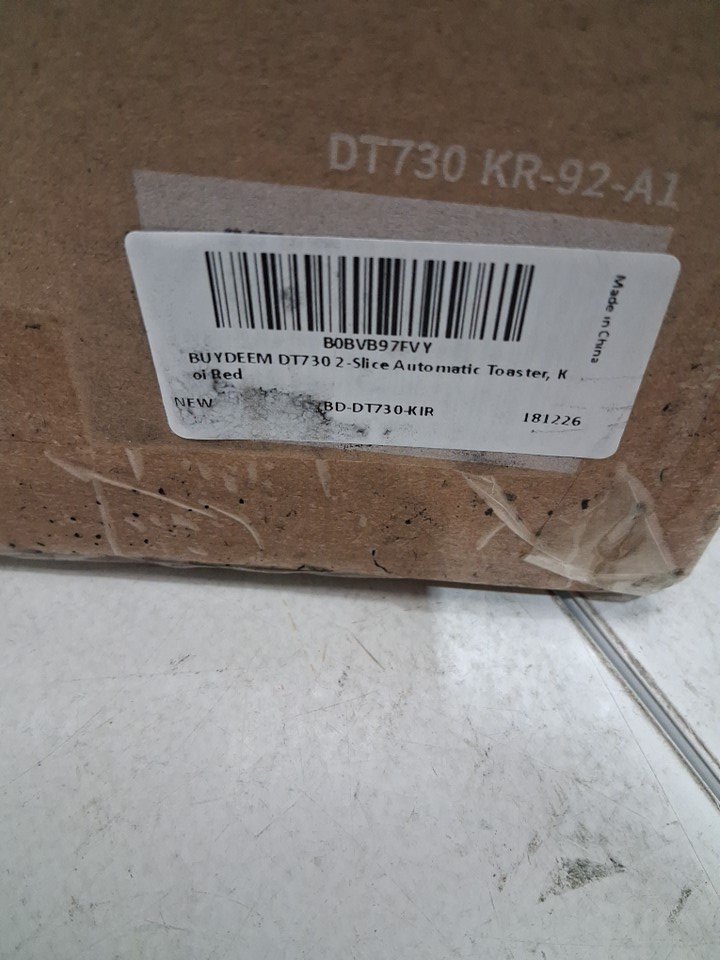 DT730 KR-92-A1
Made in China
B0BVB97FVY
BUYDEEM DT730 2-Slice Automatic Toaster, K
oi Red
NEW BD-DT730-KIR 181226